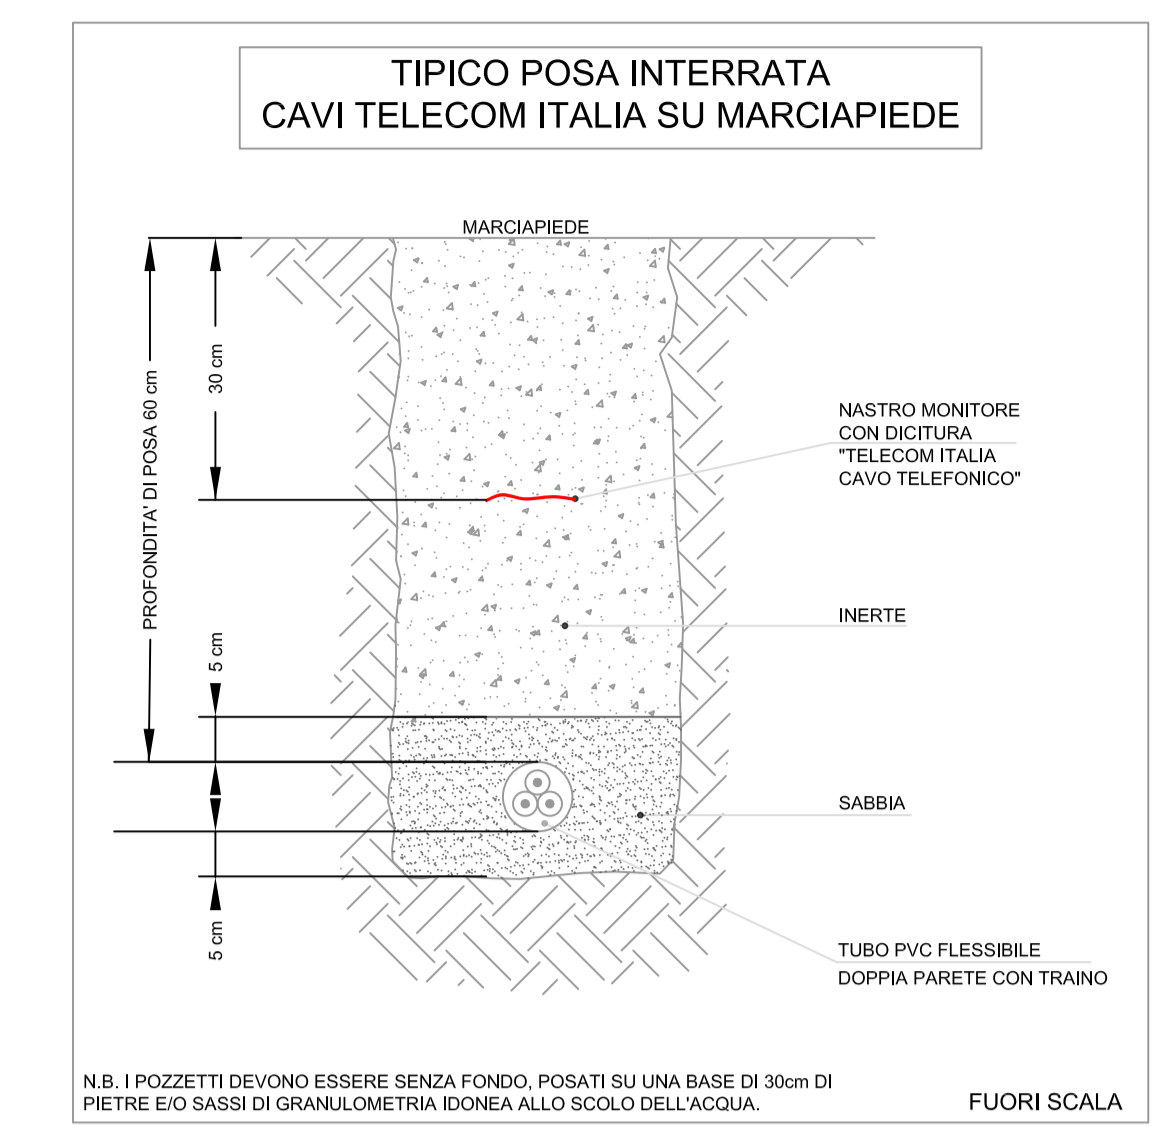 TIPICO POSA INTERRATA
CAVI TELECOM ITALIA SU MARCIAPIEDE
MARCIAPIEDE
30 cm
PROFONDITA' DI POSA 60 cm
NASTRO MONITORE
CON DICITURA
"TELECOM ITALIA
CAVO TELEFONICO"
INERTE
5 cm
SABBIA
5 cm
TUBO PVC FLESSIBILE
DOPPIA PARETE CON TRAINO
N.B. I POZZETTI DEVONO ESSERE SENZA FONDO, POSATI SU UNA BASE DI 30cm DI
PIETRE E/O SASSI DI GRANULOMETRIA IDONEA ALLO SCOLO DELL'ACQUA.
FUORI SCALA